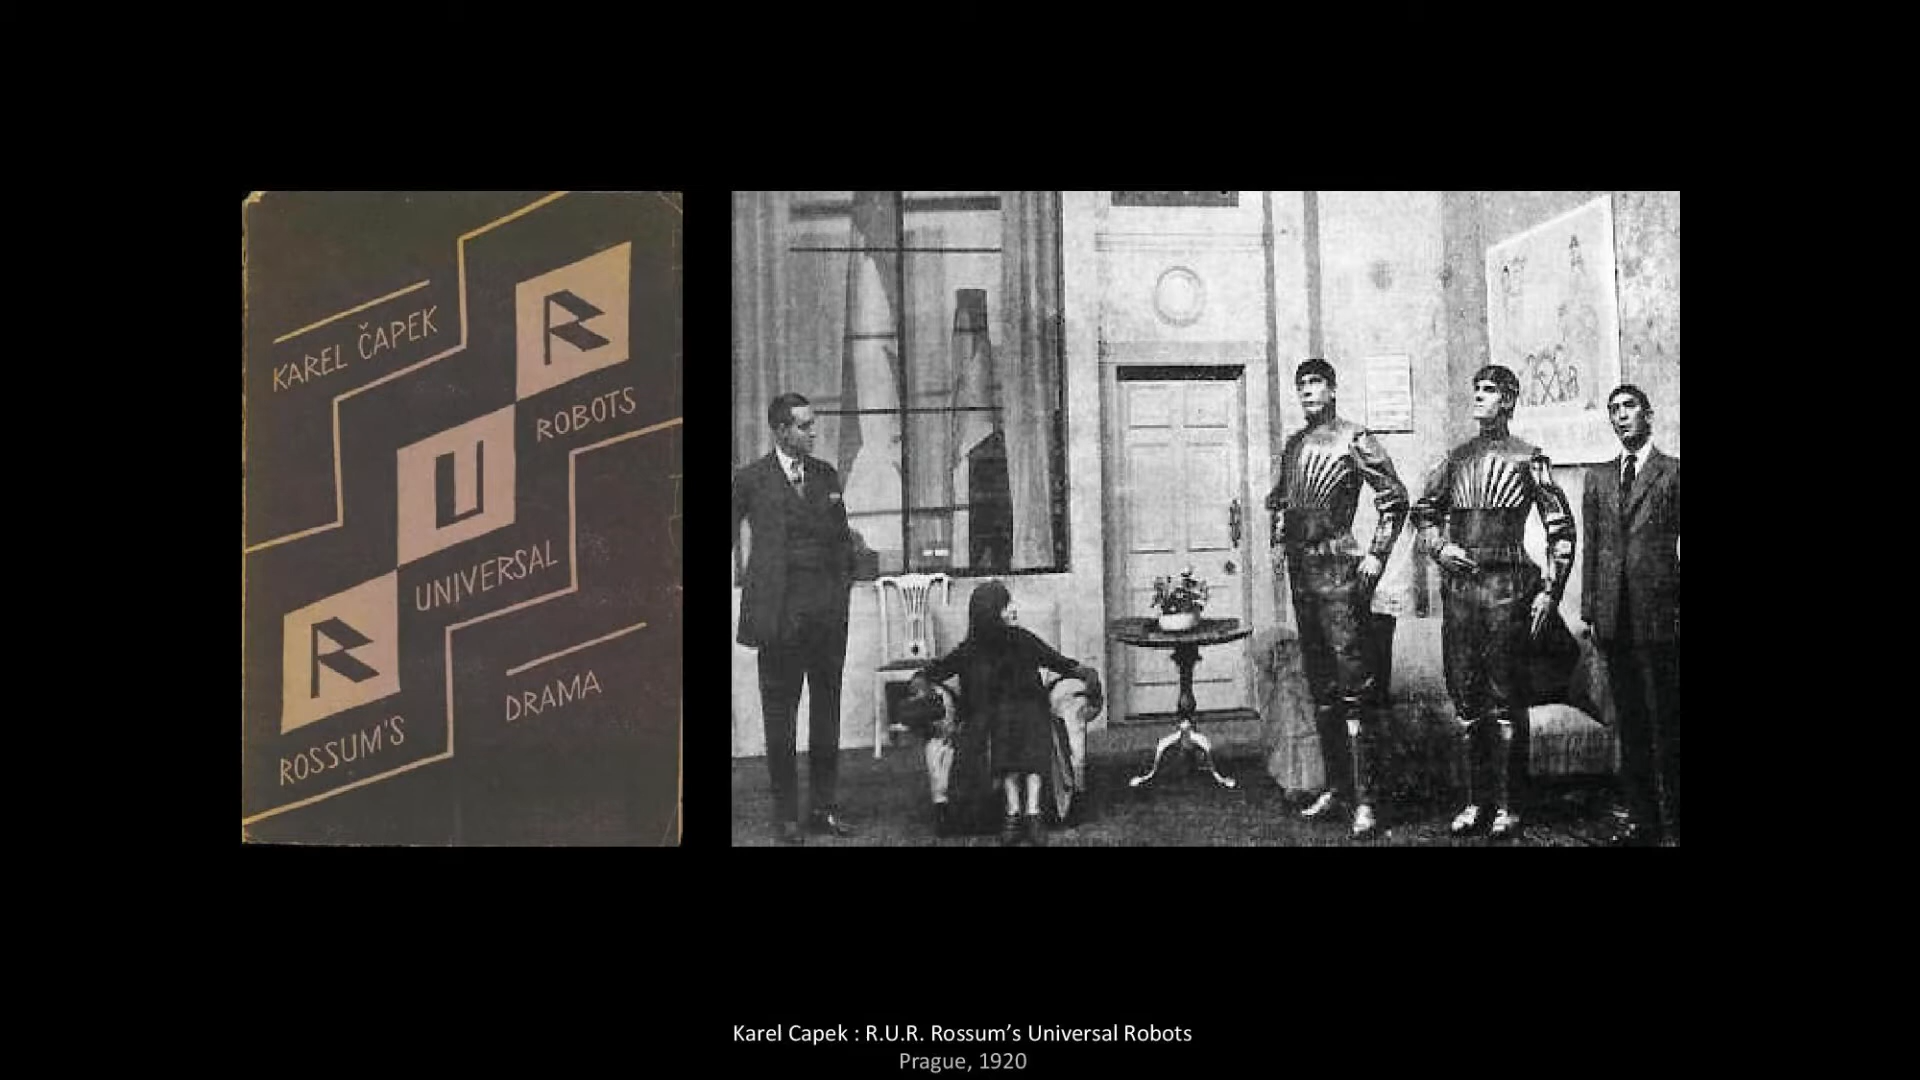 KAREL ČAPEK
R
ROBOTS
U
UNIVERSAL
R
ROSSUM'S
DRAMA
Karel Capek : R.U.R. Rossum’s Universal Robots
Prague, 1920